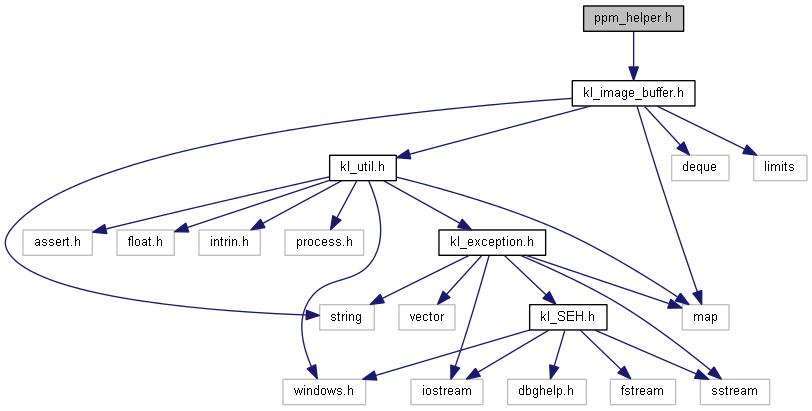 ppm_helper.h
kl_image_buffer.h
kl_util.h
deque
limits
assert.h
float.h
intrin.h
process.h
kl_exception.h
string
vector
kl_SEH.h
map
windows.h
iostream
dbghelp.h
fstream
sstream